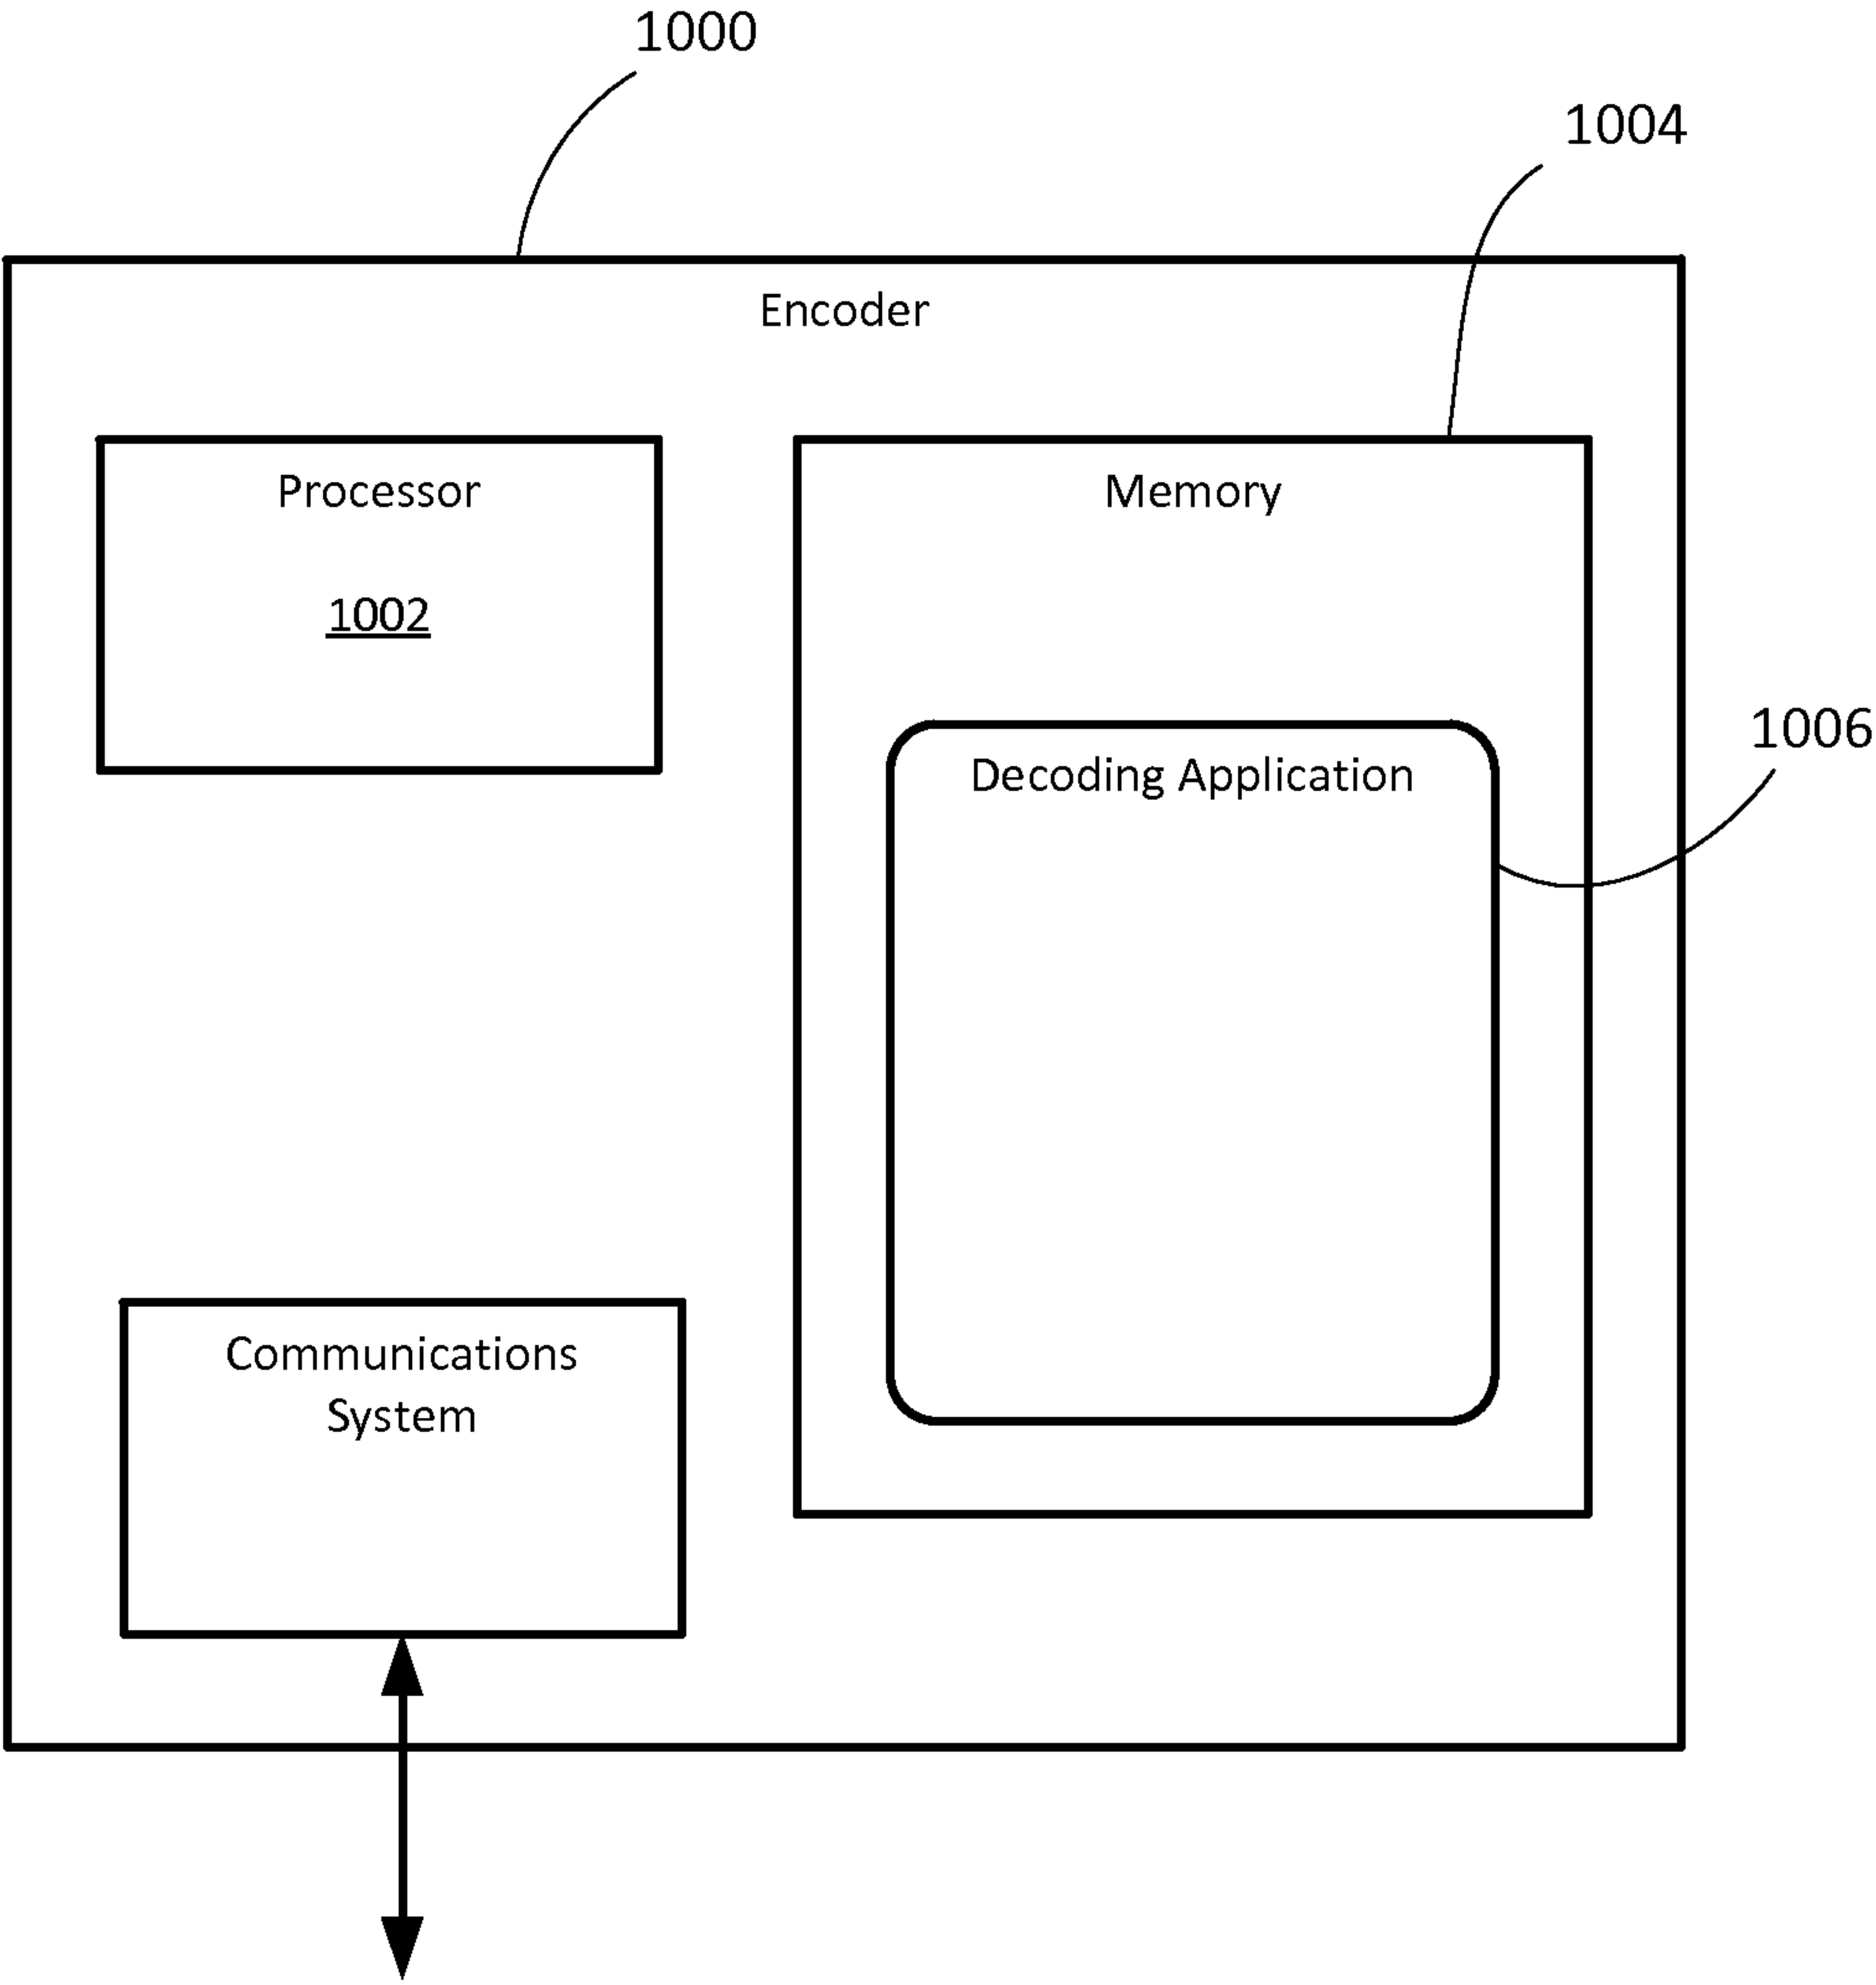 1000
1004
Encoder
Processor
1002
Memory
1006
Decoding Application
Communications
System